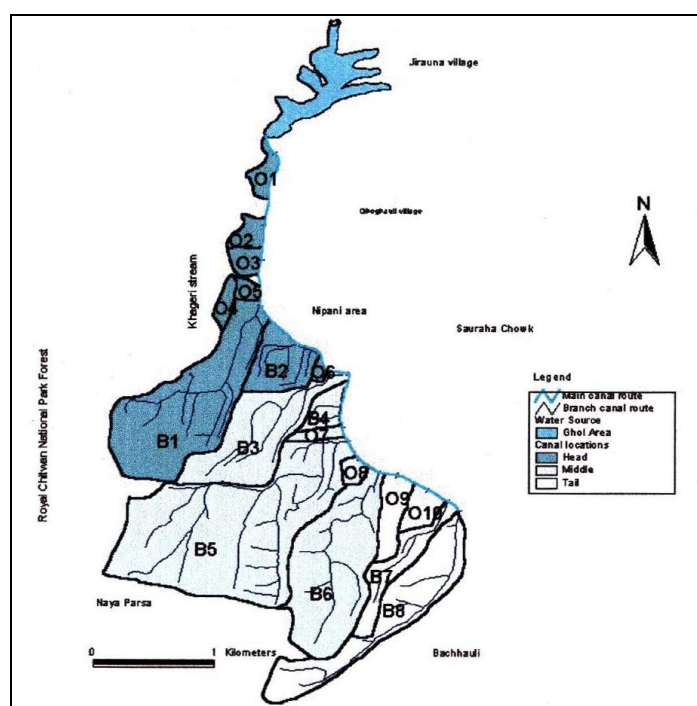 Jirauna village
O1
N
O2
O3
Khageri stream
O5
O4
Nipani area
Sauraha Chowk
B2
O6
Legend
Main canal route
Branch canal route
Water Source
Ghol Area
Canal locations
Head
Middle
Tail
B4
O7
B1
B3
Royal Chitwan National Park Forest
O8
O9
O10
B5
B6
B7
B8
Naya Parsa
0 1
Kilometers
Bachhauli